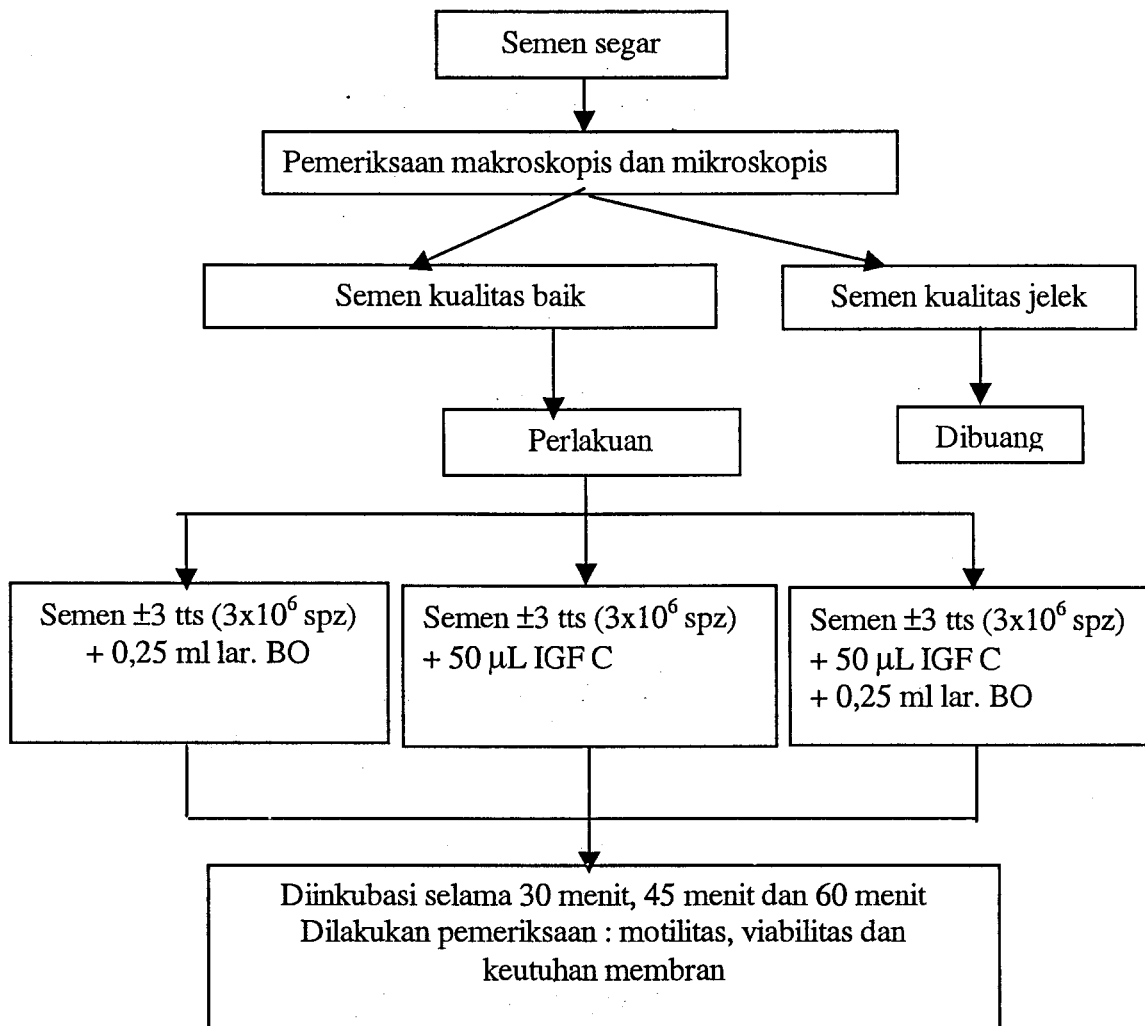 Semen segar
Pemeriksaan makroskopis dan mikroskopis
Semen kualitas baik
Semen kualitas jelek
Perlakuan
Dibuang
Semen ±3 tts (3x10⁶ spz)
+ 0,25 ml lar. BO
Semen ±3 tts (3x10⁶ spz)
+ 50 µL IGF C
Semen ±3 tts (3x10⁶ spz)
+ 50 µL IGF C
+ 0,25 ml lar. BO
Diinkubasi selama 30 menit, 45 menit dan 60 menit
Dilakukan pemeriksaan : motilitas, viabilitas dan
keutuhan membran